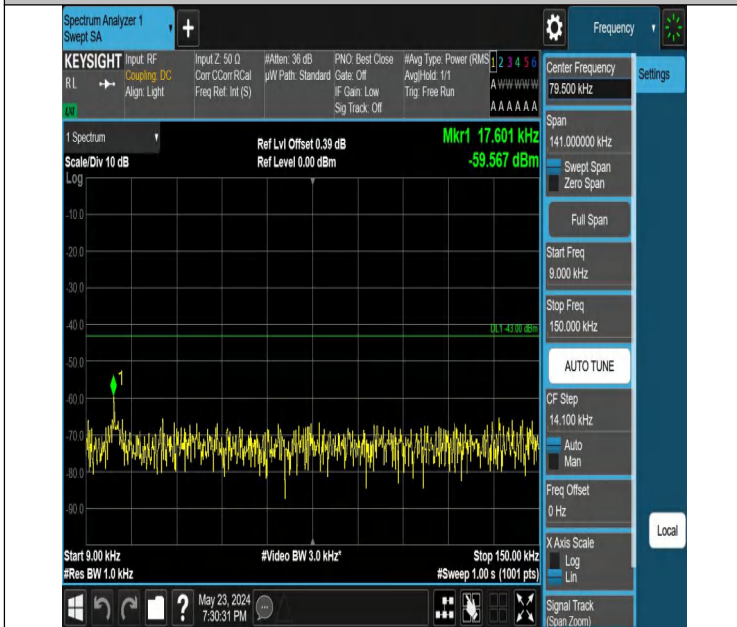 Spectrum Analyzer 1
Swept SA
+
Frequency
KEYSIGHT
RL
Input: RF
Coupling: DC
Align: Light
Input Z: 50 Ω
Corr CCorr RCal
Freq Ref: Int (S)
#Atten: 36 dB
µW Path: Standard
PNO: Best Close
Gate: Off
IF Gain: Low
Sig Track: Off
#Avg Type: Power (RMS
Avg|Hold: 1/1
Trig: Free Run
1 2 3 4 5 6
A W W W W W
A A A A A A
1 Spectrum
Scale/Div 10 dB
Log
Ref Lvl Offset 0.39 dB
Ref Level 0.00 dBm
Mkr1 17.601 kHz
-59.567 dBm
-10.0
-20.0
-30.0
-40.0
-50.0
-60.0
-70.0
-80.0
-90.0
DL1 -43.00 dBm
1
Start 9.00 kHz
#Res BW 1.0 kHz
#Video BW 3.0 kHz*
Stop 150.00 kHz
#Sweep 1.00 s (1001 pts)
Center Frequency
79.500 kHz
Settings
Span
141.000000 kHz
Swept Span
Zero Span
Full Span
Start Freq
9.000 kHz
Stop Freq
150.000 kHz
AUTO TUNE
CF Step
14.100 kHz
Auto
Man
Freq Offset
0 Hz
X Axis Scale
Log
Lin
Local
Signal Track
(Span Zoom)
?
May 23, 2024
7:30:31 PM